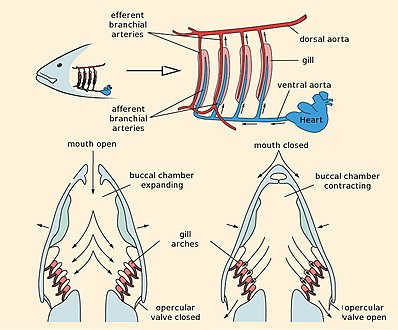 efferent
branchial
arteries
dorsal aorta
gill
ventral aorta
afferent
branchial
arteries
Heart
mouth open
mouth closed
buccal chamber
expanding
buccal chamber
contracting
gill
arches
opercular
valve closed
opercular
valve open